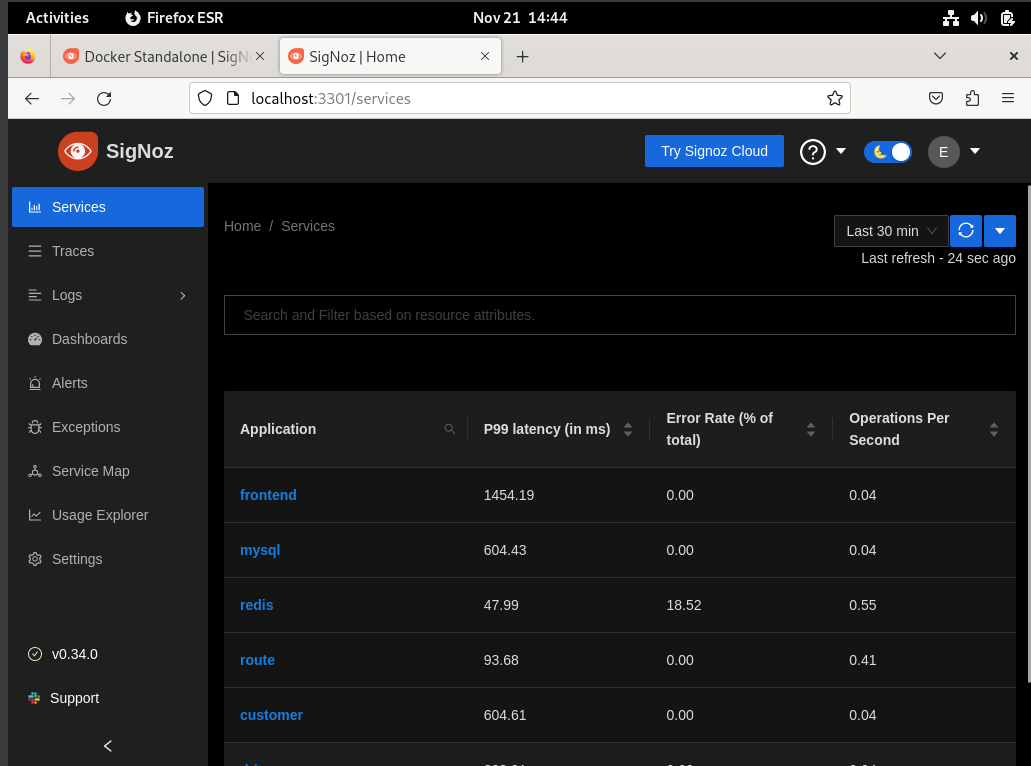 Activities Firefox ESR Nov 21 14:44
Docker Standalone | SigN SigNoz | Home
localhost:3301/services
SigNoz Try Signoz Cloud E
Services
Traces
Logs
Dashboards
Alerts
Exceptions
Service Map
Usage Explorer
Settings
v0.34.0
Support
Home / Services
Last 30 min
Last refresh - 24 sec ago
Search and Filter based on resource attributes.
Application P99 latency (in ms) Error Rate (% of total) Operations Per Second
frontend 1454.19 0.00 0.04
mysql 604.43 0.00 0.04
redis 47.99 18.52 0.55
route 93.68 0.00 0.41
customer 604.61 0.00 0.04